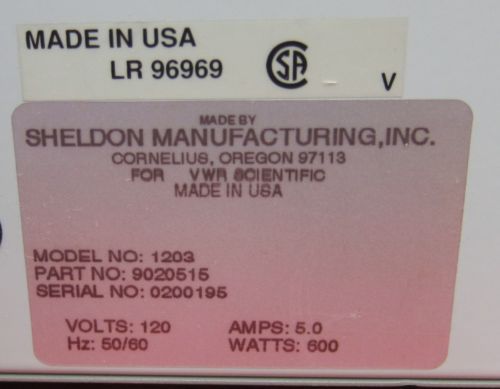 MADE IN USA
LR 96969 CSA
V
MADE BY
SHELDON MANUFACTURING,INC.
CORNELIUS, OREGON 97113
FOR VWR SCIENTIFIC
MADE IN USA
MODEL NO: 1203
PART NO: 9020515
SERIAL NO: 0200195
VOLTS: 120 AMPS: 5.0
Hz: 50/60 WATTS: 600